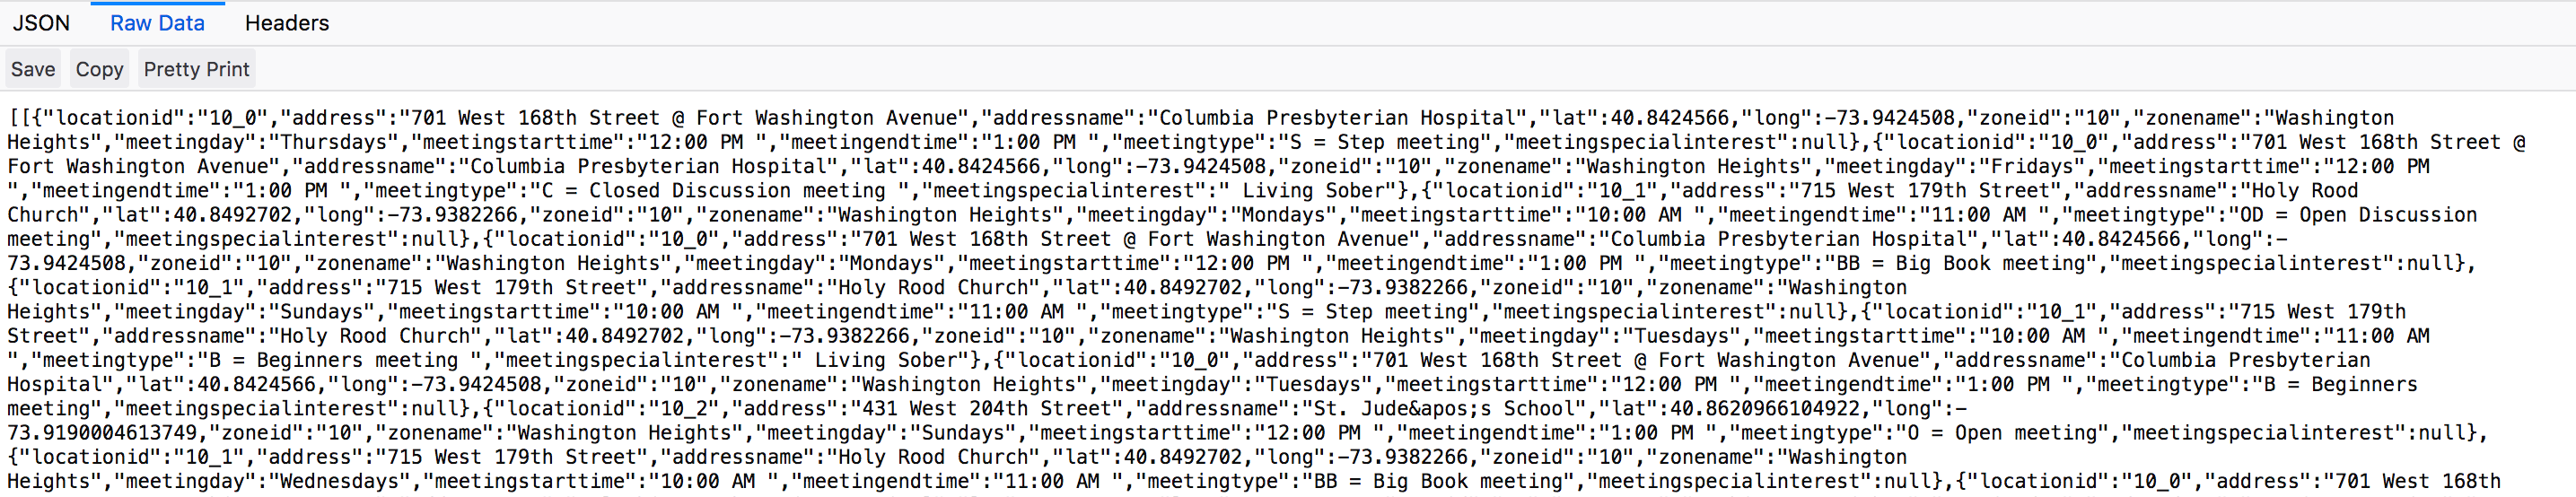 JSON Raw Data Headers
Save Copy Pretty Print
[[{"locationid":"10_0","address":"701 West 168th Street @ Fort Washington Avenue","addressname":"Columbia Presbyterian Hospital","lat":40.8424566,"long":-73.9424508,"zoneid":"10","zonename":"Washington
Heights","meetingday":"Thursdays","meetingstarttime":"12:00 PM ","meetingendtime":"1:00 PM ","meetingtype":"S = Step meeting","meetingspecialinterest":null},{"locationid":"10_0","address":"701 West 168th Street @
Fort Washington Avenue","addressname":"Columbia Presbyterian Hospital","lat":40.8424566,"long":-73.9424508,"zoneid":"10","zonename":"Washington Heights","meetingday":"Fridays","meetingstarttime":"12:00 PM
","meetingendtime":"1:00 PM ","meetingtype":"C = Closed Discussion meeting ","meetingspecialinterest":" Living Sober"},{"locationid":"10_1","address":"715 West 179th Street","addressname":"Holy Rood
Church","lat":40.8492702,"long":-73.9382266,"zoneid":"10","zonename":"Washington Heights","meetingday":"Mondays","meetingstarttime":"10:00 AM ","meetingendtime":"11:00 AM ","meetingtype":"OD = Open Discussion
meeting","meetingspecialinterest":null},{"locationid":"10_0","address":"701 West 168th Street @ Fort Washington Avenue","addressname":"Columbia Presbyterian Hospital","lat":40.8424566,"long":-
73.9424508,"zoneid":"10","zonename":"Washington Heights","meetingday":"Mondays","meetingstarttime":"12:00 PM ","meetingendtime":"1:00 PM ","meetingtype":"BB = Big Book meeting","meetingspecialinterest":null},
{"locationid":"10_1","address":"715 West 179th Street","addressname":"Holy Rood Church","lat":40.8492702,"long":-73.9382266,"zoneid":"10","zonename":"Washington
Heights","meetingday":"Sundays","meetingstarttime":"10:00 AM ","meetingendtime":"11:00 AM ","meetingtype":"S = Step meeting","meetingspecialinterest":null},{"locationid":"10_1","address":"715 West 179th
Street","addressname":"Holy Rood Church","lat":40.8492702,"long":-73.9382266,"zoneid":"10","zonename":"Washington Heights","meetingday":"Tuesdays","meetingstarttime":"10:00 AM ","meetingendtime":"11:00 AM
","meetingtype":"B = Beginners meeting ","meetingspecialinterest":" Living Sober"},{"locationid":"10_0","address":"701 West 168th Street @ Fort Washington Avenue","addressname":"Columbia Presbyterian
Hospital","lat":40.8424566,"long":-73.9424508,"zoneid":"10","zonename":"Washington Heights","meetingday":"Tuesdays","meetingstarttime":"12:00 PM ","meetingendtime":"1:00 PM ","meetingtype":"B = Beginners
meeting","meetingspecialinterest":null},{"locationid":"10_2","address":"431 West 204th Street","addressname":"St. Jude&apos;s School","lat":40.8620966104922,"long":-
73.9190004613749,"zoneid":"10","zonename":"Washington Heights","meetingday":"Sundays","meetingstarttime":"12:00 PM ","meetingendtime":"1:00 PM ","meetingtype":"O = Open meeting","meetingspecialinterest":null},
{"locationid":"10_1","address":"715 West 179th Street","addressname":"Holy Rood Church","lat":40.8492702,"long":-73.9382266,"zoneid":"10","zonename":"Washington
Heights","meetingday":"Wednesdays","meetingstarttime":"10:00 AM ","meetingendtime":"11:00 AM ","meetingtype":"BB = Big Book meeting","meetingspecialinterest":null},{"locationid":"10_0","address":"701 West 168th